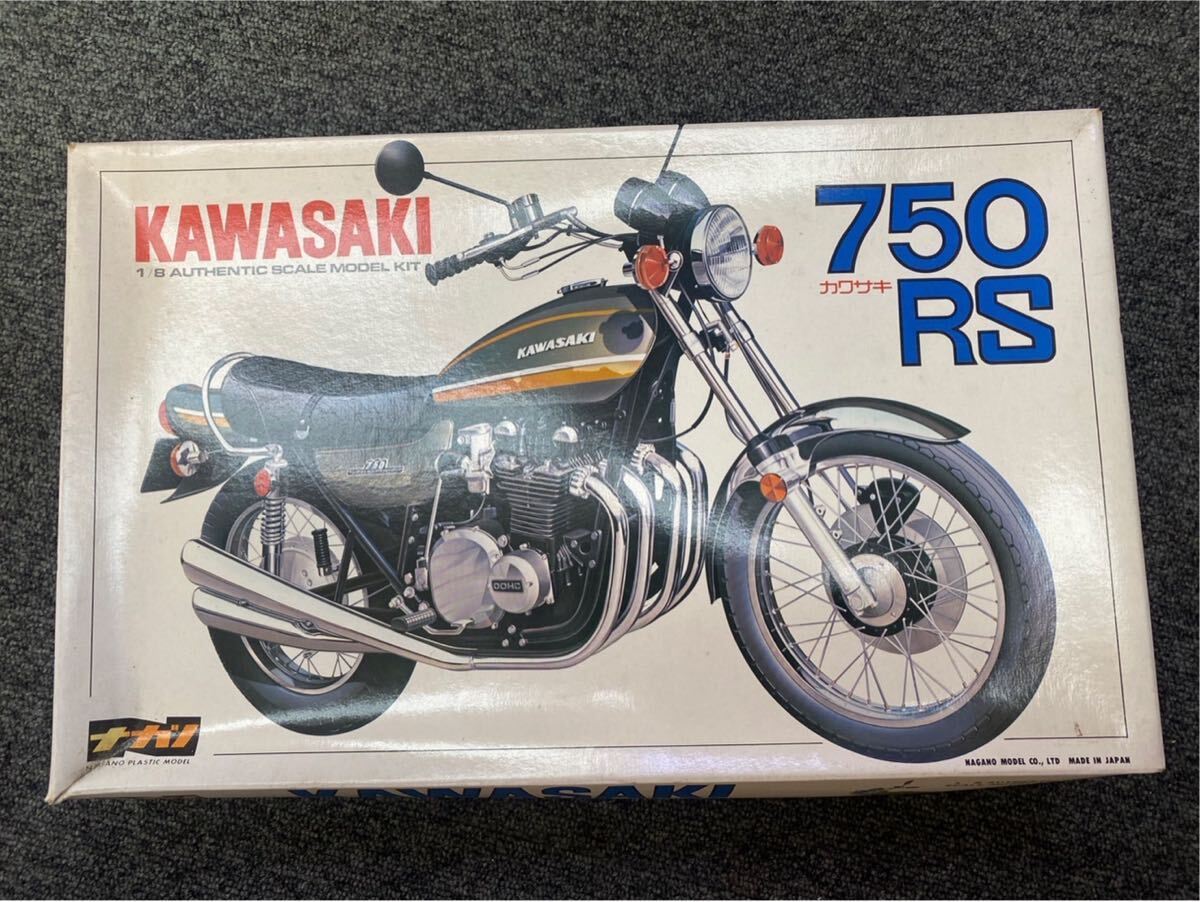 KAWASAKI
1/8 AUTHENTIC SCALE MODEL KIT
750
カワサキ
RS
KAWASAKI
750
DOHC
ナガノ
NAGANO PLASTIC MODEL
NAGANO MODEL CO., LTD MADE IN JAPAN
KAWASAKI